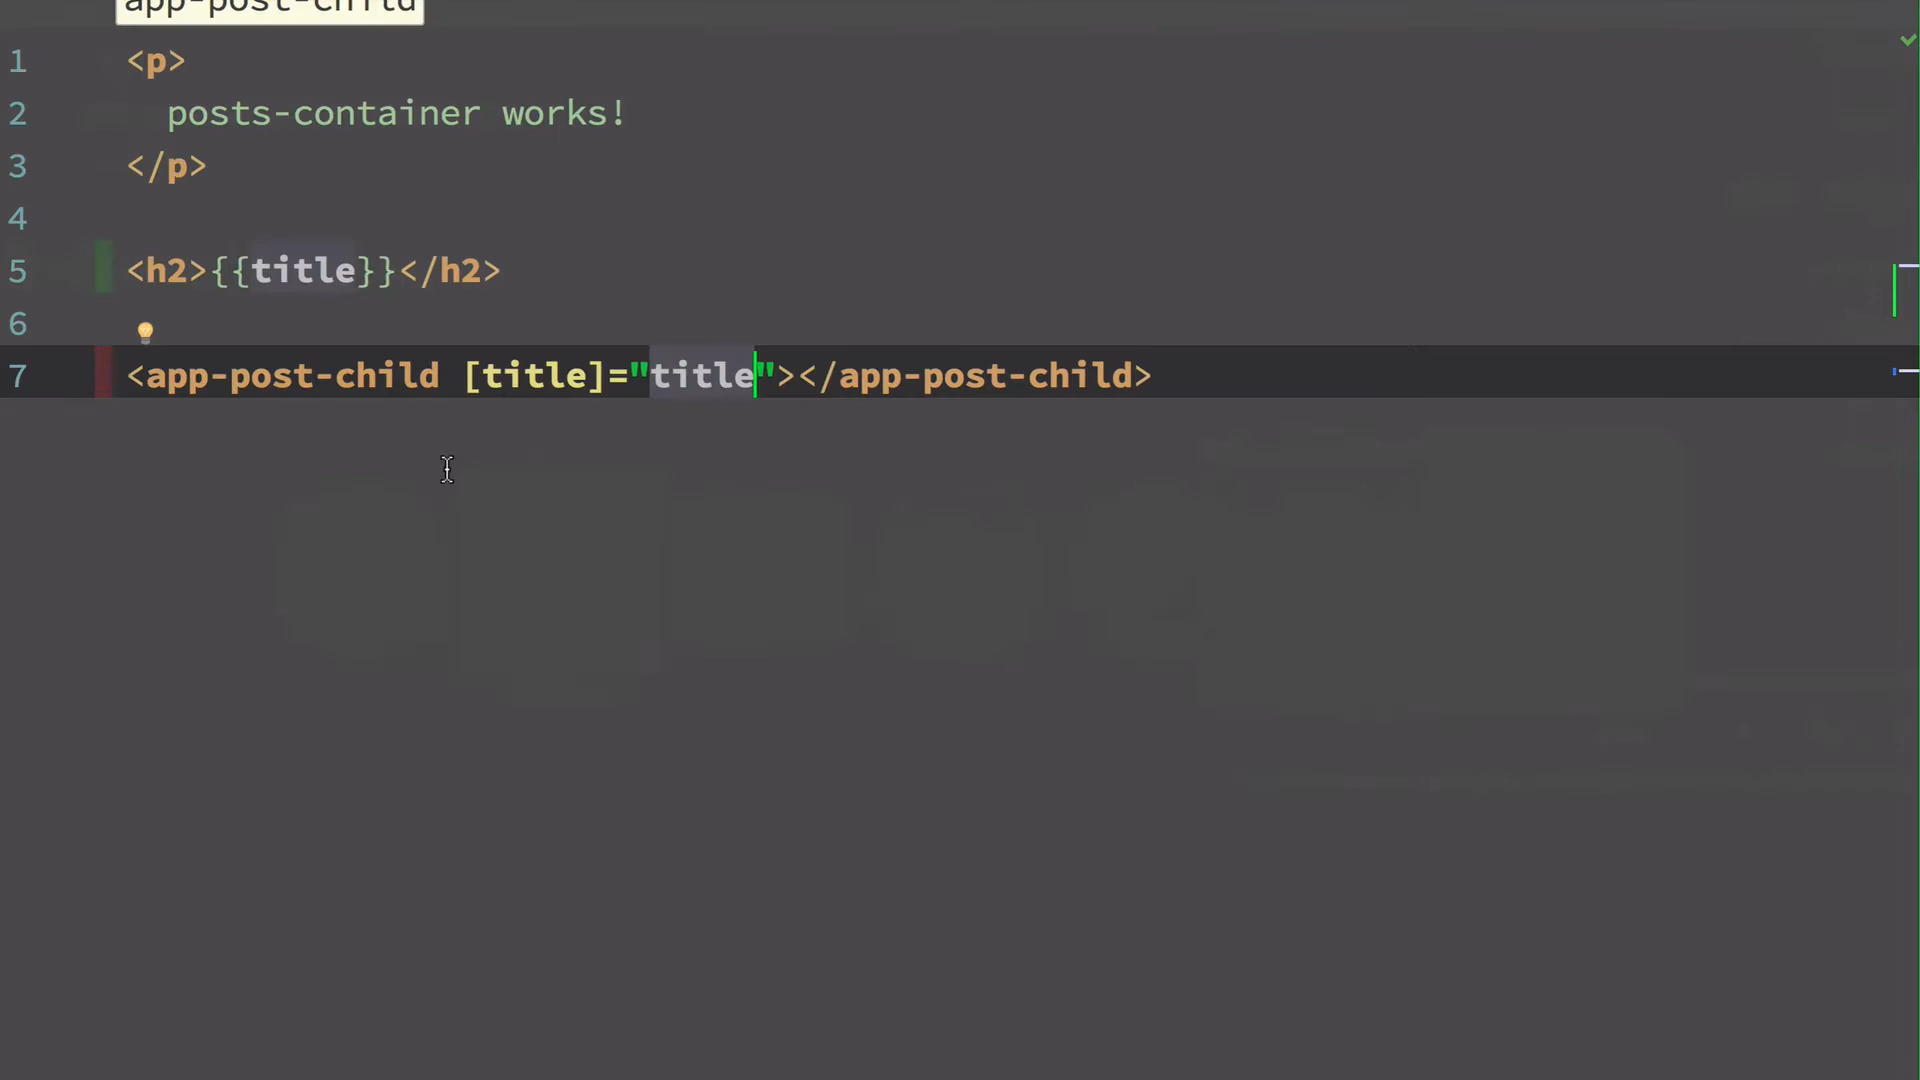 app-post-child
1 <p>
2 posts-container works!
3 </p>
4
5 <h2>{{title}}</h2>
6
7 <app-post-child [title]="title"></app-post-child>